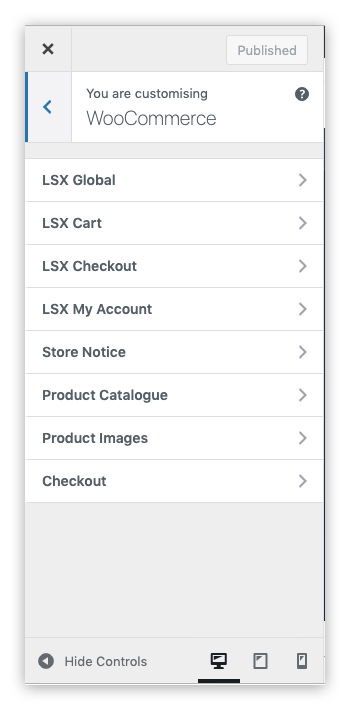 Published
You are customising
WooCommerce
LSX Global
LSX Cart
LSX Checkout
LSX My Account
Store Notice
Product Catalogue
Product Images
Checkout
Hide Controls